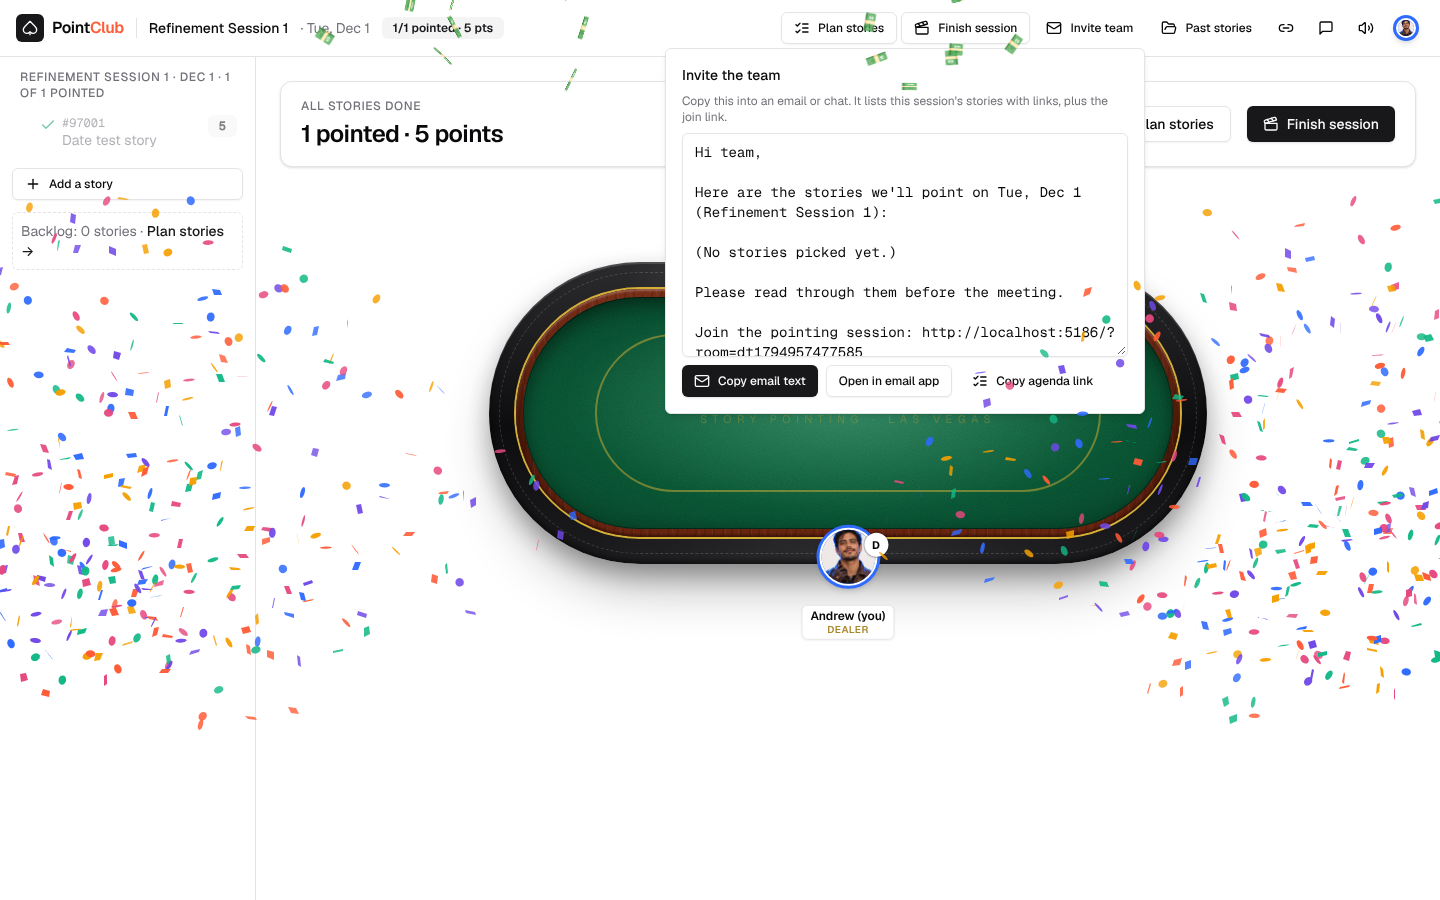 PointClub
Refinement Session 1 · Tue, Dec 1
1/1 pointed · 5 pts
Plan stories
Finish session
Invite team
Past stories
REFINEMENT SESSION 1 · DEC 1 · 1
OF 1 POINTED
#97001
5
Date test story
Add a story
Backlog: 0 stories · Plan stories
→
ALL STORIES DONE
1 pointed · 5 points
lan stories
Finish session
Invite the team
Copy this into an email or chat. It lists this session's stories with links, plus the
join link.
Hi team,
Here are the stories we'll point on Tue, Dec 1
(Refinement Session 1):
(No stories picked yet.)
Please read through them before the meeting.
Join the pointing session: http://localhost:5186/?
room=dt1794957477585
Copy email text
Open in email app
Copy agenda link
STORY POINTING · LAS VEGAS
D
Andrew (you)
DEALER